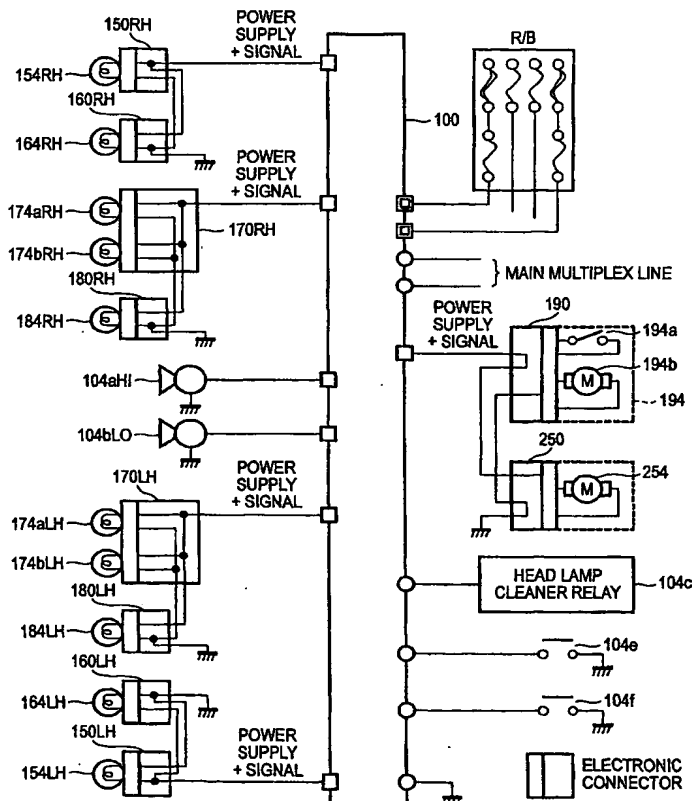 150RH
POWER
SUPPLY
+ SIGNAL
154RH
160RH
164RH
POWER
SUPPLY
+ SIGNAL
174aRH
170RH
174bRH
180RH
184RH
104aHI
104bLO
170LH
POWER
SUPPLY
+ SIGNAL
174aLH
174bLH
180LH
184LH
160LH
164LH
150LH
POWER
SUPPLY
+ SIGNAL
154LH
R/B
100
MAIN MULTIPLEX LINE
POWER
SUPPLY
+ SIGNAL
190
194a
M
194b
194
250
M
254
HEAD LAMP
CLEANER RELAY
104c
104e
104f
ELECTRONIC
CONNECTOR